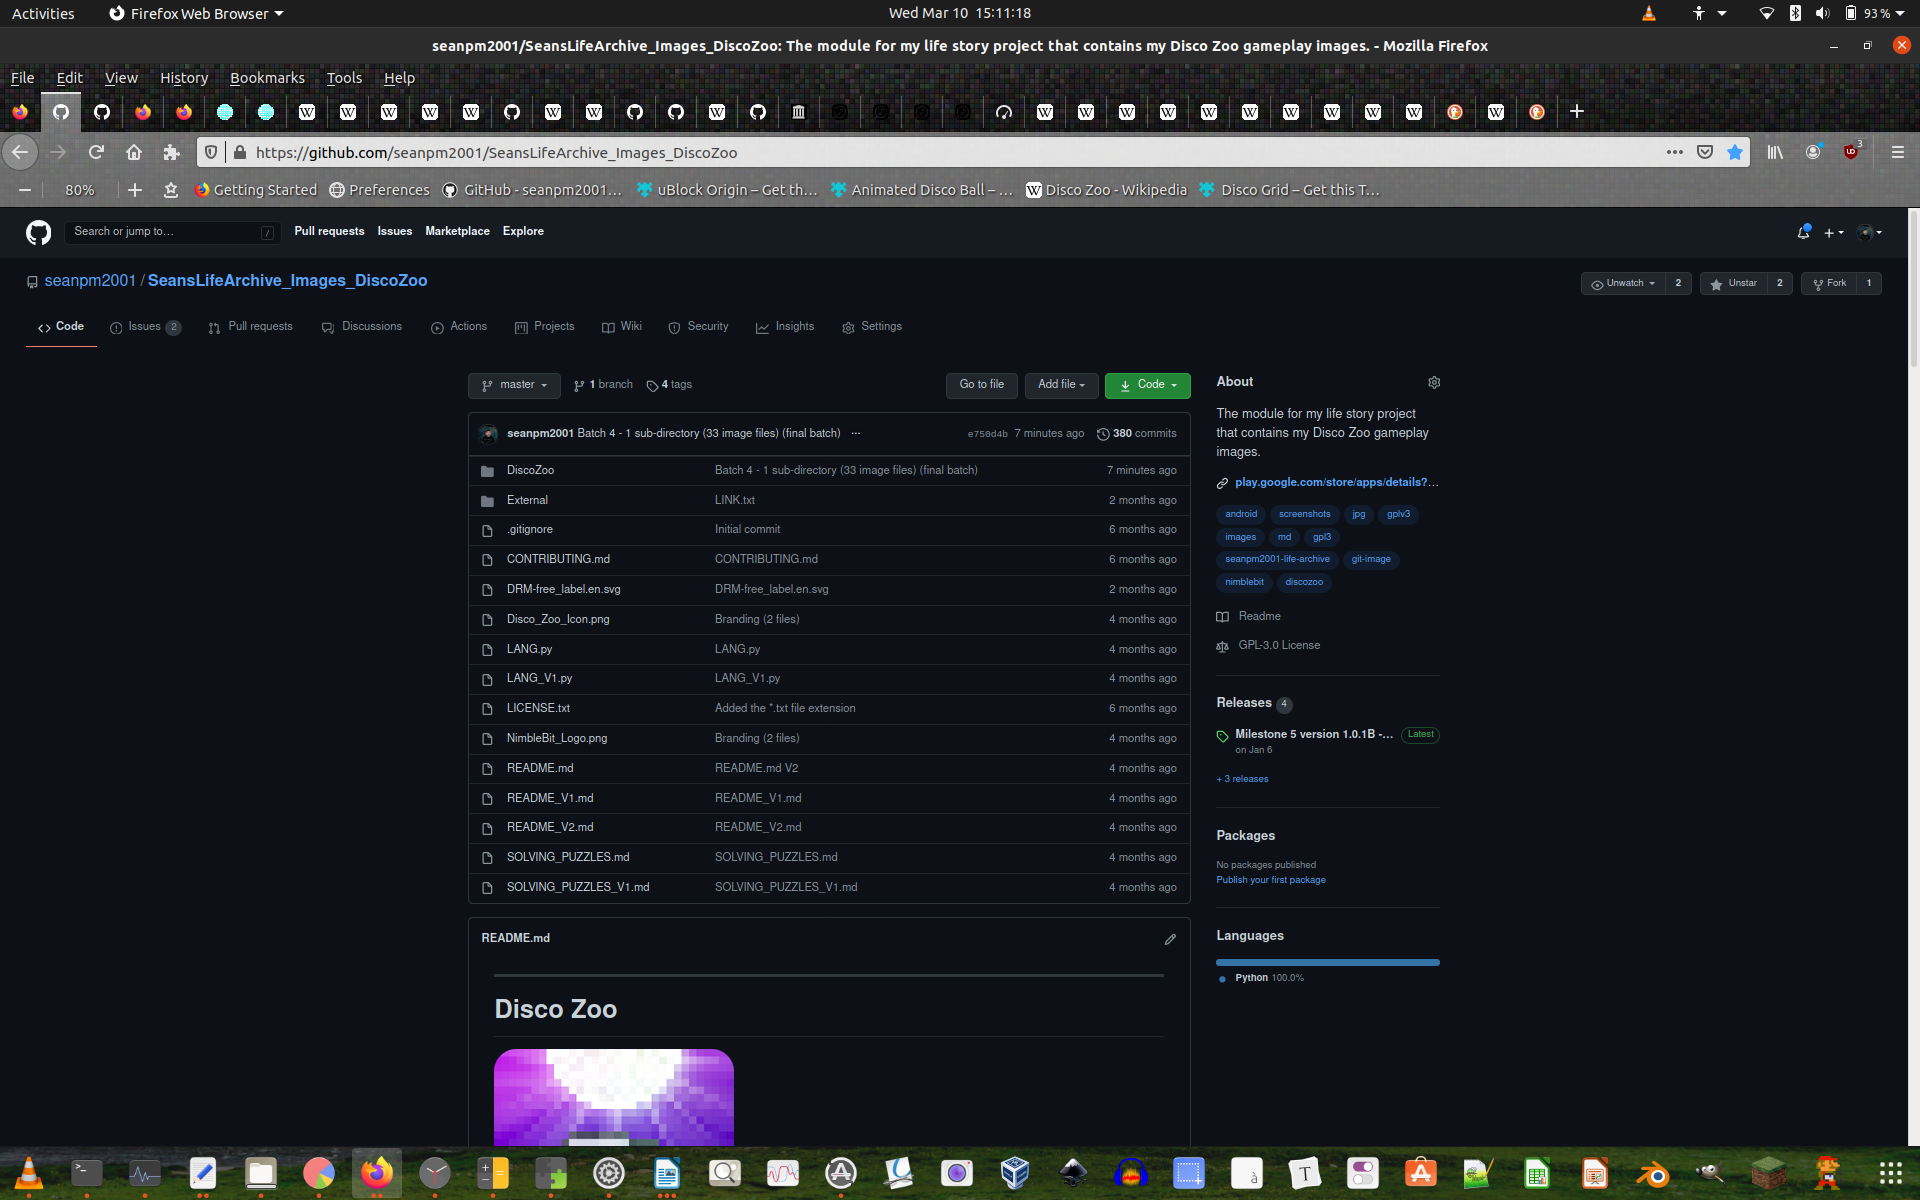 Activities Firefox Web Browser Wed Mar 10 15:11:18 93 %
seanpm2001/SeansLifeArchive_Images_DiscoZoo: The module for my life story project that contains my Disco Zoo gameplay images. - Mozilla Firefox
File Edit View History Bookmarks Tools Help
https://github.com/seanpm2001/SeansLifeArchive_Images_DiscoZoo 3
80% Getting Started Preferences GitHub - seanpm2001... uBlock Origin – Get th... Animated Disco Ball – ... Disco Zoo - Wikipedia Disco Grid – Get this T...
Search or jump to... / Pull requests Issues Marketplace Explore
seanpm2001 / SeansLifeArchive_Images_DiscoZoo Unwatch 2 Unstar 2 Fork 1
Code Issues 2 Pull requests Discussions Actions Projects Wiki Security Insights Settings
master 1 branch 4 tags Go to file Add file Code
seanpm2001 Batch 4 - 1 sub-directory (33 image files) (final batch) ... e750d4b 7 minutes ago 380 commits
DiscoZoo Batch 4 - 1 sub-directory (33 image files) (final batch) 7 minutes ago
External LINK.txt 2 months ago
.gitignore Initial commit 6 months ago
CONTRIBUTING.md CONTRIBUTING.md 6 months ago
DRM-free_label.en.svg DRM-free_label.en.svg 2 months ago
Disco_Zoo_Icon.png Branding (2 files) 4 months ago
LANG.py LANG.py 4 months ago
LANG_V1.py LANG_V1.py 4 months ago
LICENSE.txt Added the *.txt file extension 6 months ago
NimbleBit_Logo.png Branding (2 files) 4 months ago
README.md README.md V2 4 months ago
README_V1.md README_V1.md 4 months ago
README_V2.md README_V2.md 4 months ago
SOLVING_PUZZLES.md SOLVING_PUZZLES.md 4 months ago
SOLVING_PUZZLES_V1.md SOLVING_PUZZLES_V1.md 4 months ago
README.md
Disco Zoo
About
The module for my life story project
that contains my Disco Zoo gameplay
images.
play.google.com/store/apps/details?...
android screenshots jpg gplv3
images md gpl3
seanpm2001-life-archive git-image
nimblebit discozoo
Readme
GPL-3.0 License
Releases 4
Milestone 5 version 1.0.1B -... Latest
on Jan 6
+ 3 releases
Packages
No packages published
Publish your first package
Languages
Python 100.0%